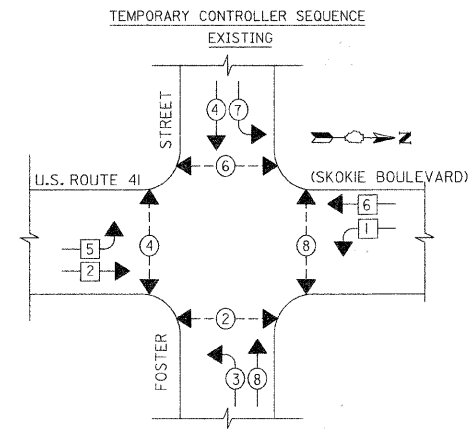 TEMPORARY CONTROLLER SEQUENCE
EXISTING
STREET
4 7
N
6
U.S. ROUTE 41
(SKOKIE BOULEVARD)
6
1
5
4
8
2
2
FOSTER
3 8